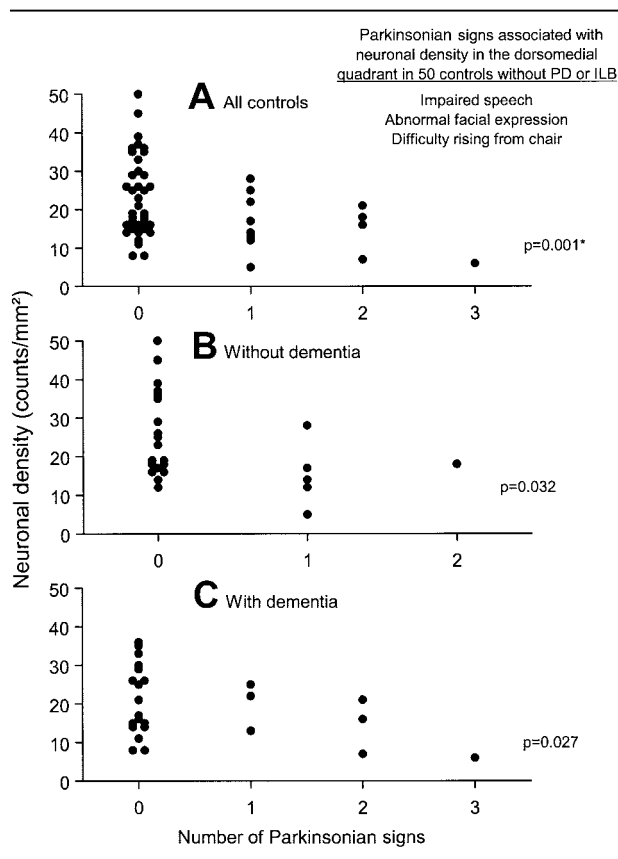 Parkinsonian signs associated with
neuronal density in the dorsomedial
quadrant in 50 controls without PD or ILB
Impaired speech
Abnormal facial expression
Difficulty rising from chair
A All controls
50
40
30
20
10
0
0 1 2 3
p=0.001*
B Without dementia
50
40
30
20
10
0
0 1 2
p=0.032
C With dementia
50
40
30
20
10
0
0 1 2 3
p=0.027
Neuronal density (counts/mm²)
Number of Parkinsonian signs